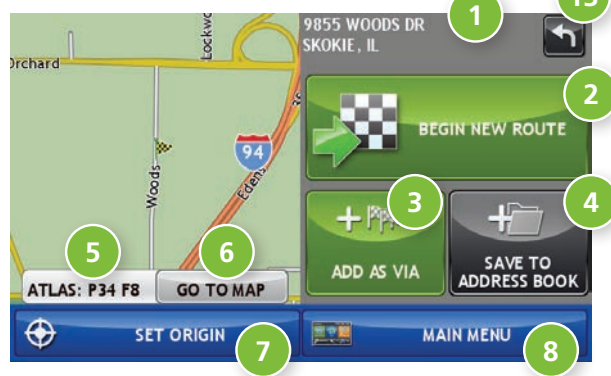 9855 WOODS DR
SKOKIE, IL
1
2
BEGIN NEW ROUTE
3
ADD AS VIA
4
SAVE TO
ADDRESS BOOK
Orchard
Lockwo
94
Edens
Woods
5
ATLAS: P34 F8
6
GO TO MAP
SET ORIGIN
7
MAIN MENU
8